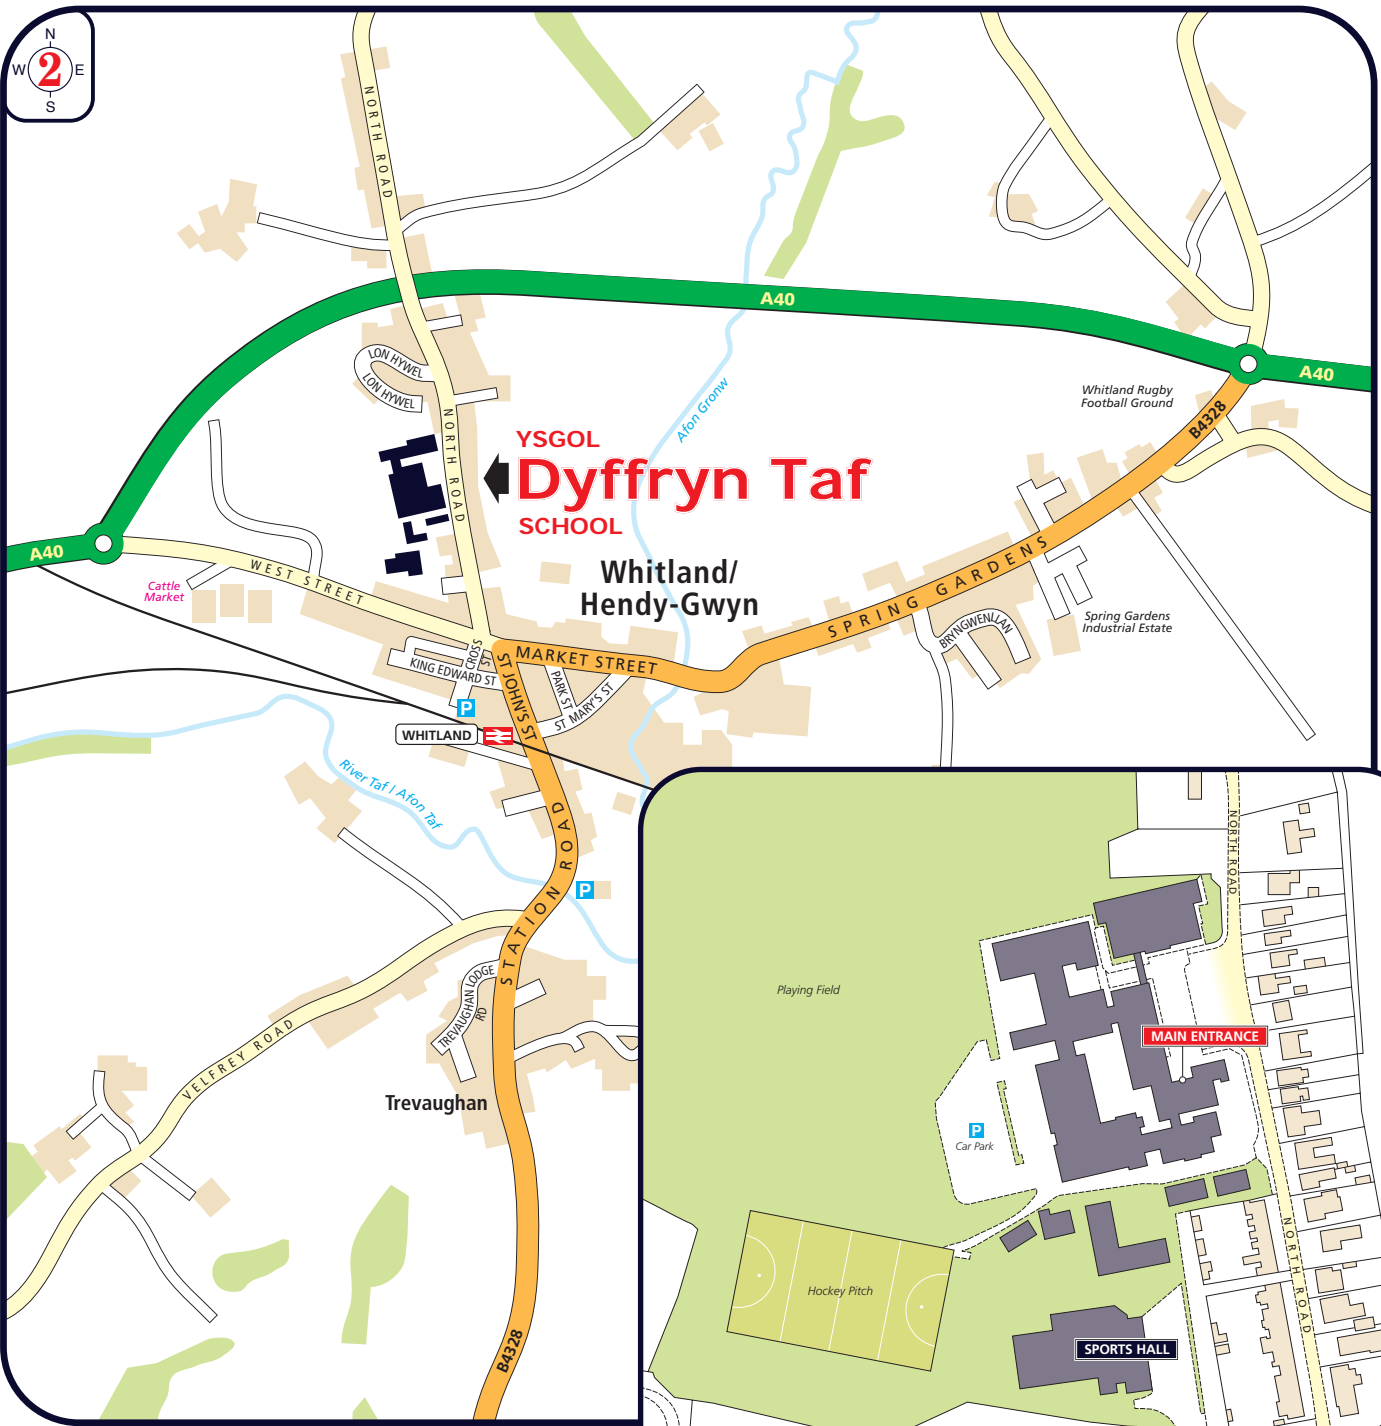 N
W 2 E
S
NORTH ROAD
A40
LON HYWEL
LON HYWEL
Afon Gronw
Whitland Rugby
Football Ground
A40
B4328
NORTH ROAD
YSGOL
Dyffryn Taf
SCHOOL
A40
Cattle
Market
WEST STREET
Whitland/
Hendy-Gwyn
SPRING GARDENS
BRYNGWENLLAN
Spring Gardens
Industrial Estate
CROSS
ST
KING EDWARD ST
MARKET STREET
ST JOHN'S ST
PARK ST
ST MARY'S ST
P
WHITLAND
River Taf / Afon Taf
STATION ROAD
P
TREVAUGHAN LODGE
RD
VELFREY ROAD
Trevaughan
B4328
NORTH ROAD
Playing Field
MAIN ENTRANCE
P
Car Park
Hockey Pitch
NORTH ROAD
SPORTS HALL